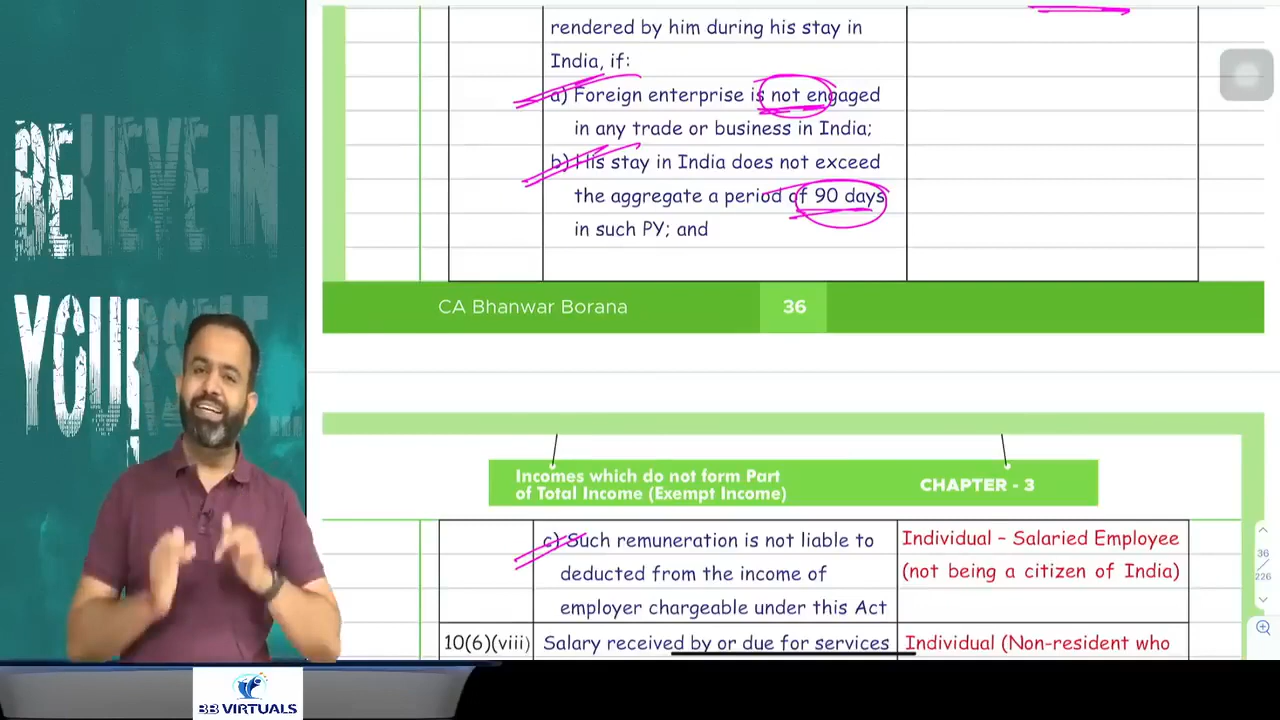 BELIEVE IN
YOURSELF...
rendered by him during his stay in
India, if:
a) Foreign enterprise is not engaged
in any trade or business in India;
b) His stay in India does not exceed
the aggregate a period of 90 days
in such PY; and
CA Bhanwar Borana
36
Incomes which do not form Part
of Total Income (Exempt Income)
CHAPTER - 3
c) Such remuneration is not liable to
deducted from the income of
employer chargeable under this Act
Individual – Salaried Employee
(not being a citizen of India)
10(6)(viii)
Salary received by or due for services
Individual (Non-resident who
36
226
BB VIRTUALS